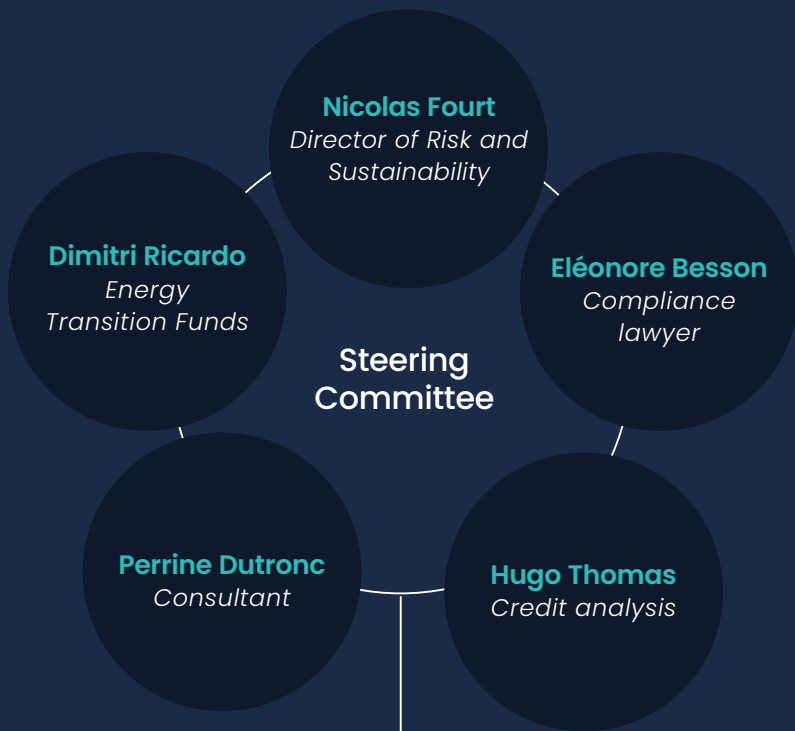 Nicolas Fourt
Director of Risk and
Sustainability
Dimitri Ricardo
Energy
Transition Funds
Eléonore Besson
Compliance
lawyer
Steering
Committee
Perrine Dutronc
Consultant
Hugo Thomas
Credit analysis